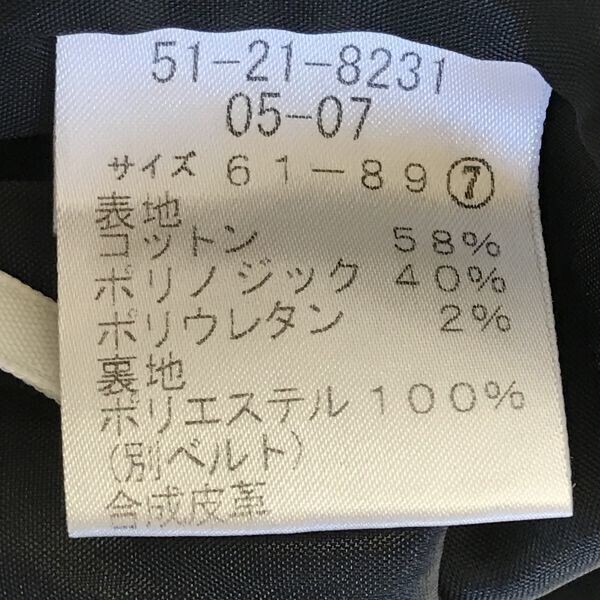 51-21-8231
05-07
サイズ 61-89 ⑦
表地
コットン 58%
ポリノジック 40%
ポリウレタン 2%
裏地
ポリエステル 100%
(別ベルト)
合成皮革